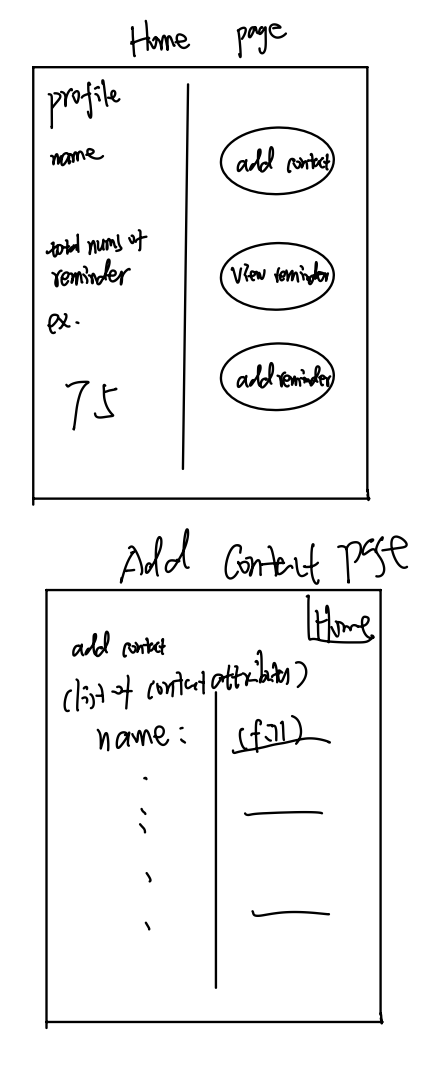 Home page
profile
name
add contact
total nums of
reminder
view reminder
ex.
75
add reminder
Add Contact page
Home
add contact
(list of contact attributes)
name : (fill)